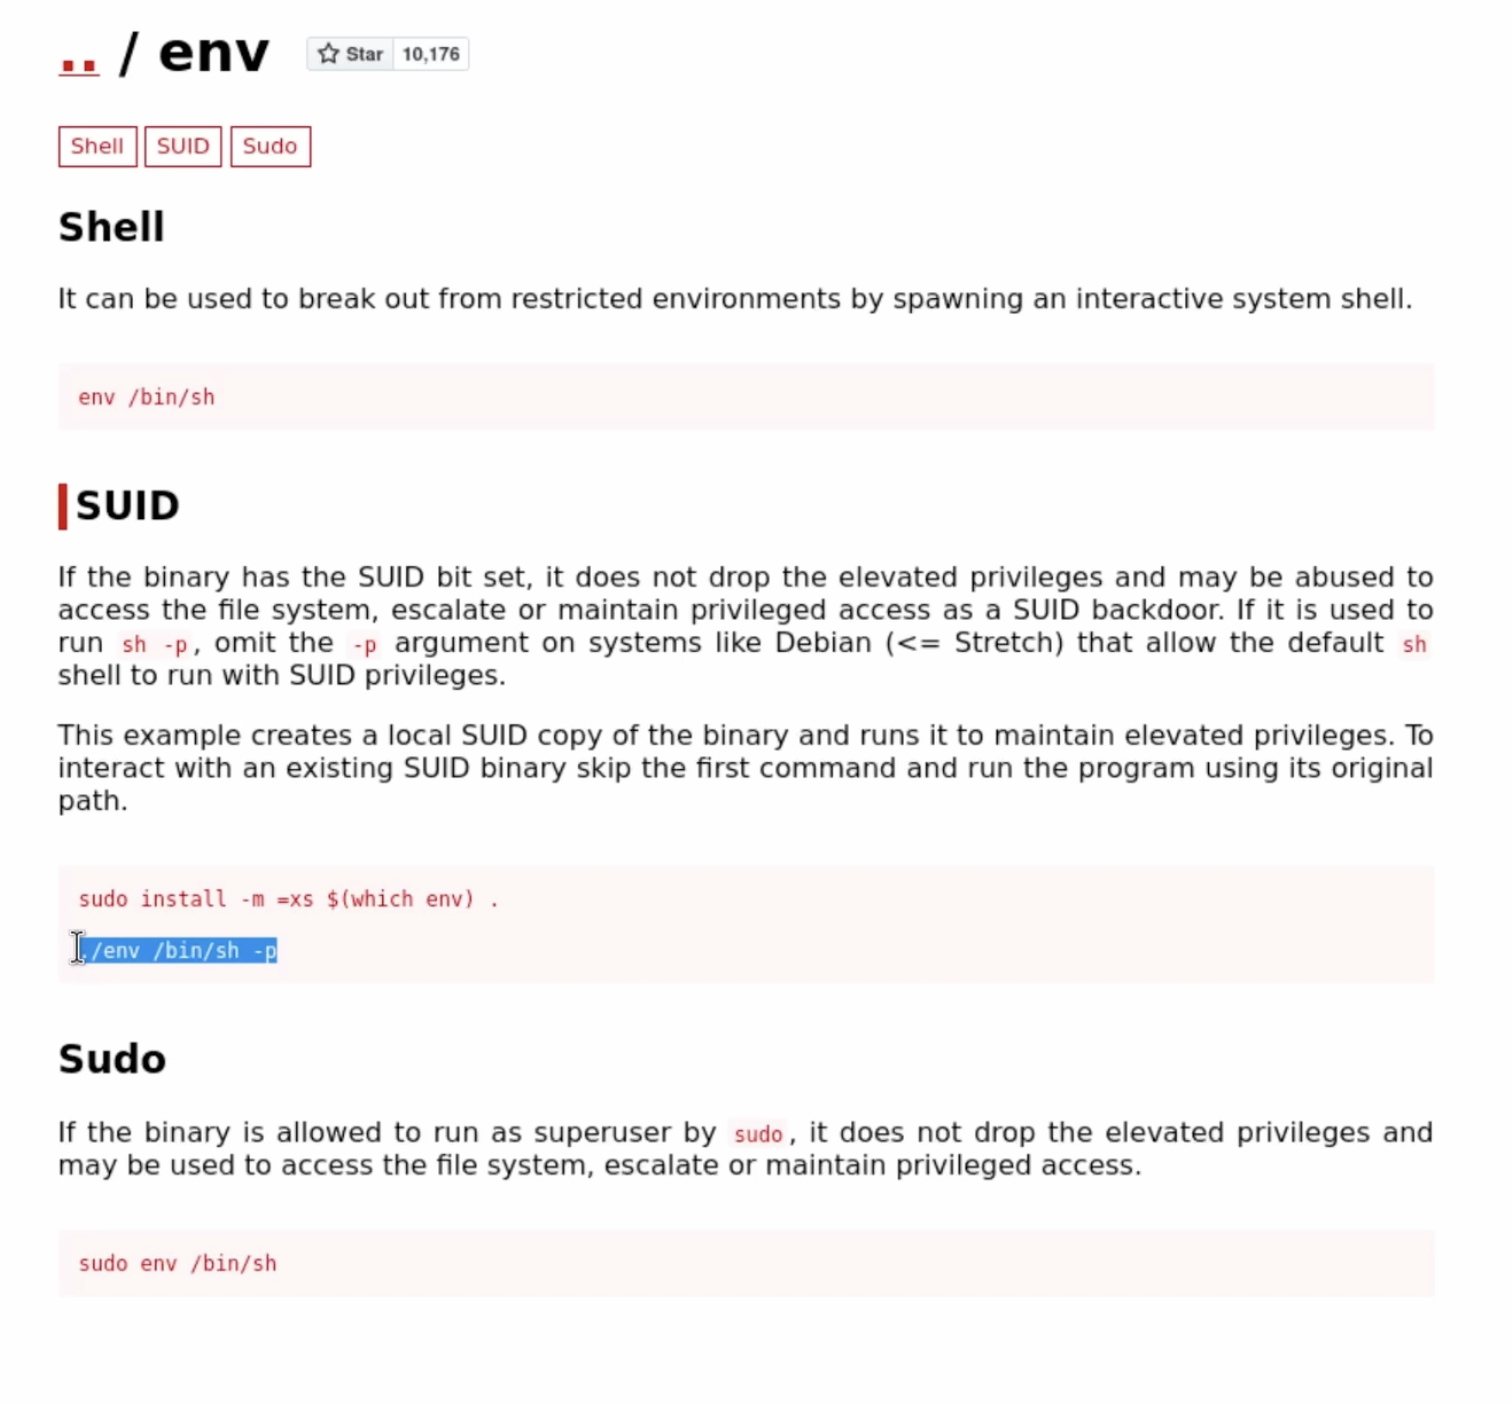 .. / env Star 10,176
Shell SUID Sudo
Shell
It can be used to break out from restricted environments by spawning an interactive system shell.
env /bin/sh
SUID
If the binary has the SUID bit set, it does not drop the elevated privileges and may be abused to
access the file system, escalate or maintain privileged access as a SUID backdoor. If it is used to
run sh -p, omit the -p argument on systems like Debian (<= Stretch) that allow the default sh
shell to run with SUID privileges.
This example creates a local SUID copy of the binary and runs it to maintain elevated privileges. To
interact with an existing SUID binary skip the first command and run the program using its original
path.
sudo install -m =xs $(which env) .
./env /bin/sh -p
Sudo
If the binary is allowed to run as superuser by sudo, it does not drop the elevated privileges and
may be used to access the file system, escalate or maintain privileged access.
sudo env /bin/sh